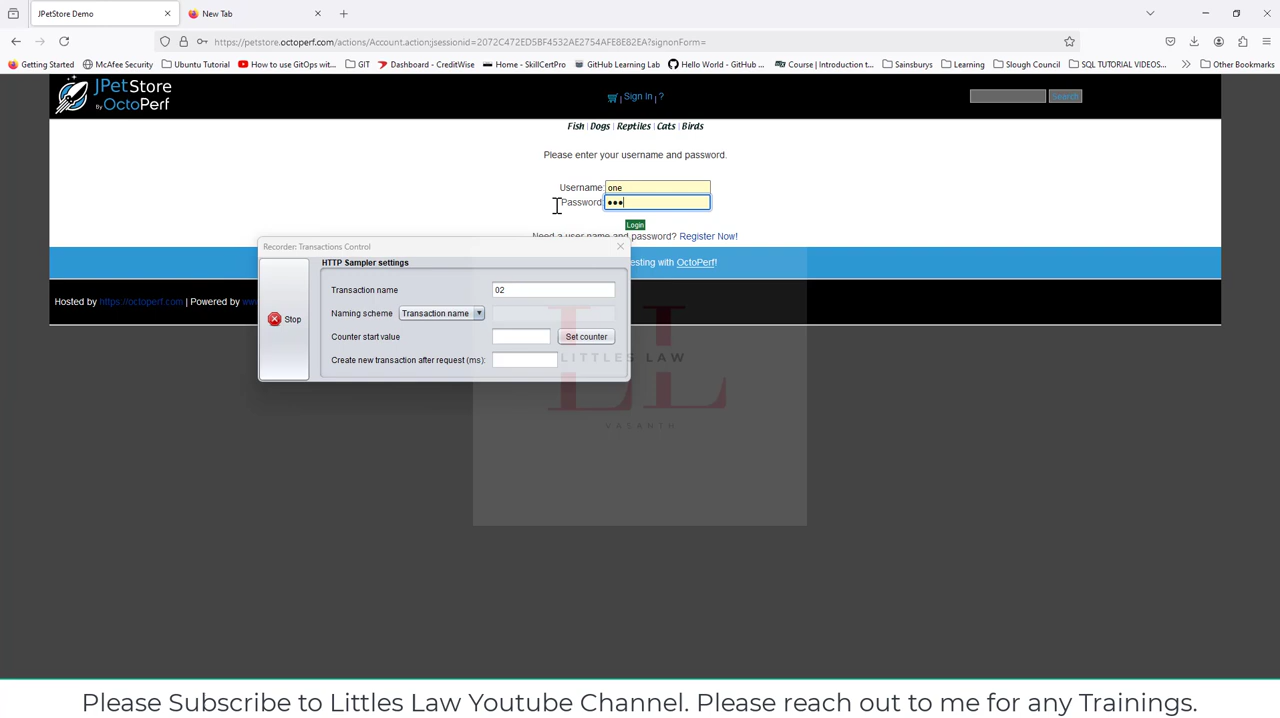 JPetStore Demo
New Tab
https://petstore.octoperf.com/actions/Account.action;jsessionid=2072C472ED5BF4532AE2754AFE8E82EA?signonForm=
Getting Started
McAfee Security
Ubuntu Tutorial
How to use GitOps wit...
GIT
Dashboard - CreditWise
Home - SkillCertPro
GitHub Learning Lab
Hello World - GitHub ...
Course | Introduction t...
Sainsburys
Learning
Slough Council
SQL TUTORIAL VIDEOS...
Other Bookmarks
JPetStore
by OctoPerf
Sign In | ?
Search
Fish | Dogs | Reptiles | Cats | Birds
Please enter your username and password.
Username: one
Password:
Login
Need a user name and password? Register Now!
Recorder: Transactions Control
HTTP Sampler settings
esting with OctoPerf!
Transaction name 02
Hosted by https://octoperf.com | Powered by ww
Naming scheme Transaction name
Stop
Counter start value Set counter
Create new transaction after request (ms):
LITTLES LAW
LL
VASANTH
Please Subscribe to Littles Law Youtube Channel. Please reach out to me for any Trainings.